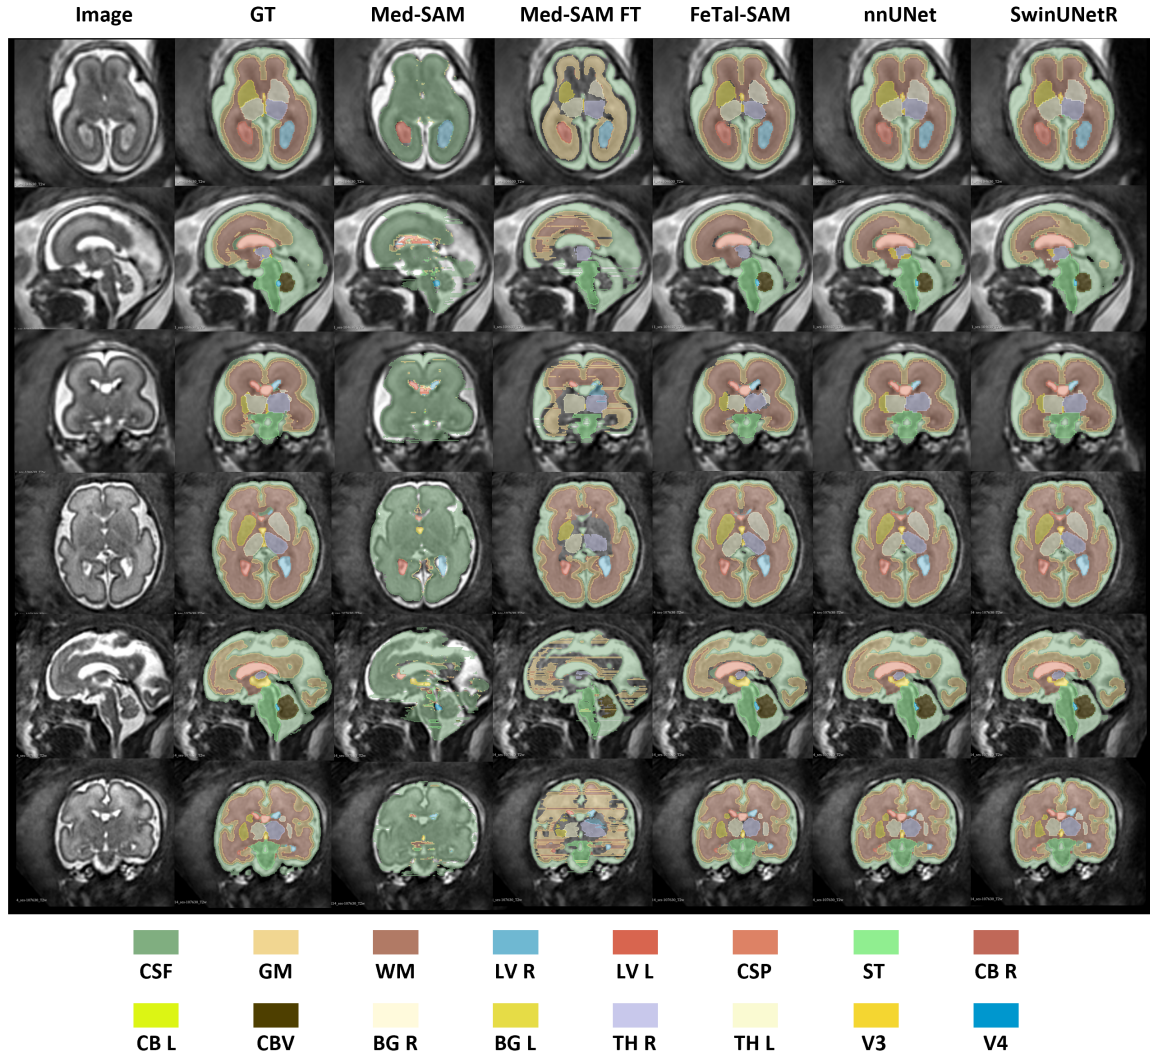 Image GT Med-SAM Med-SAM FT FeTal-SAM nnUNet SwinUNetR
CSF GM WM LV R LV L CSP ST CB R
CB L CBV BG R BG L TH R TH L V3 V4